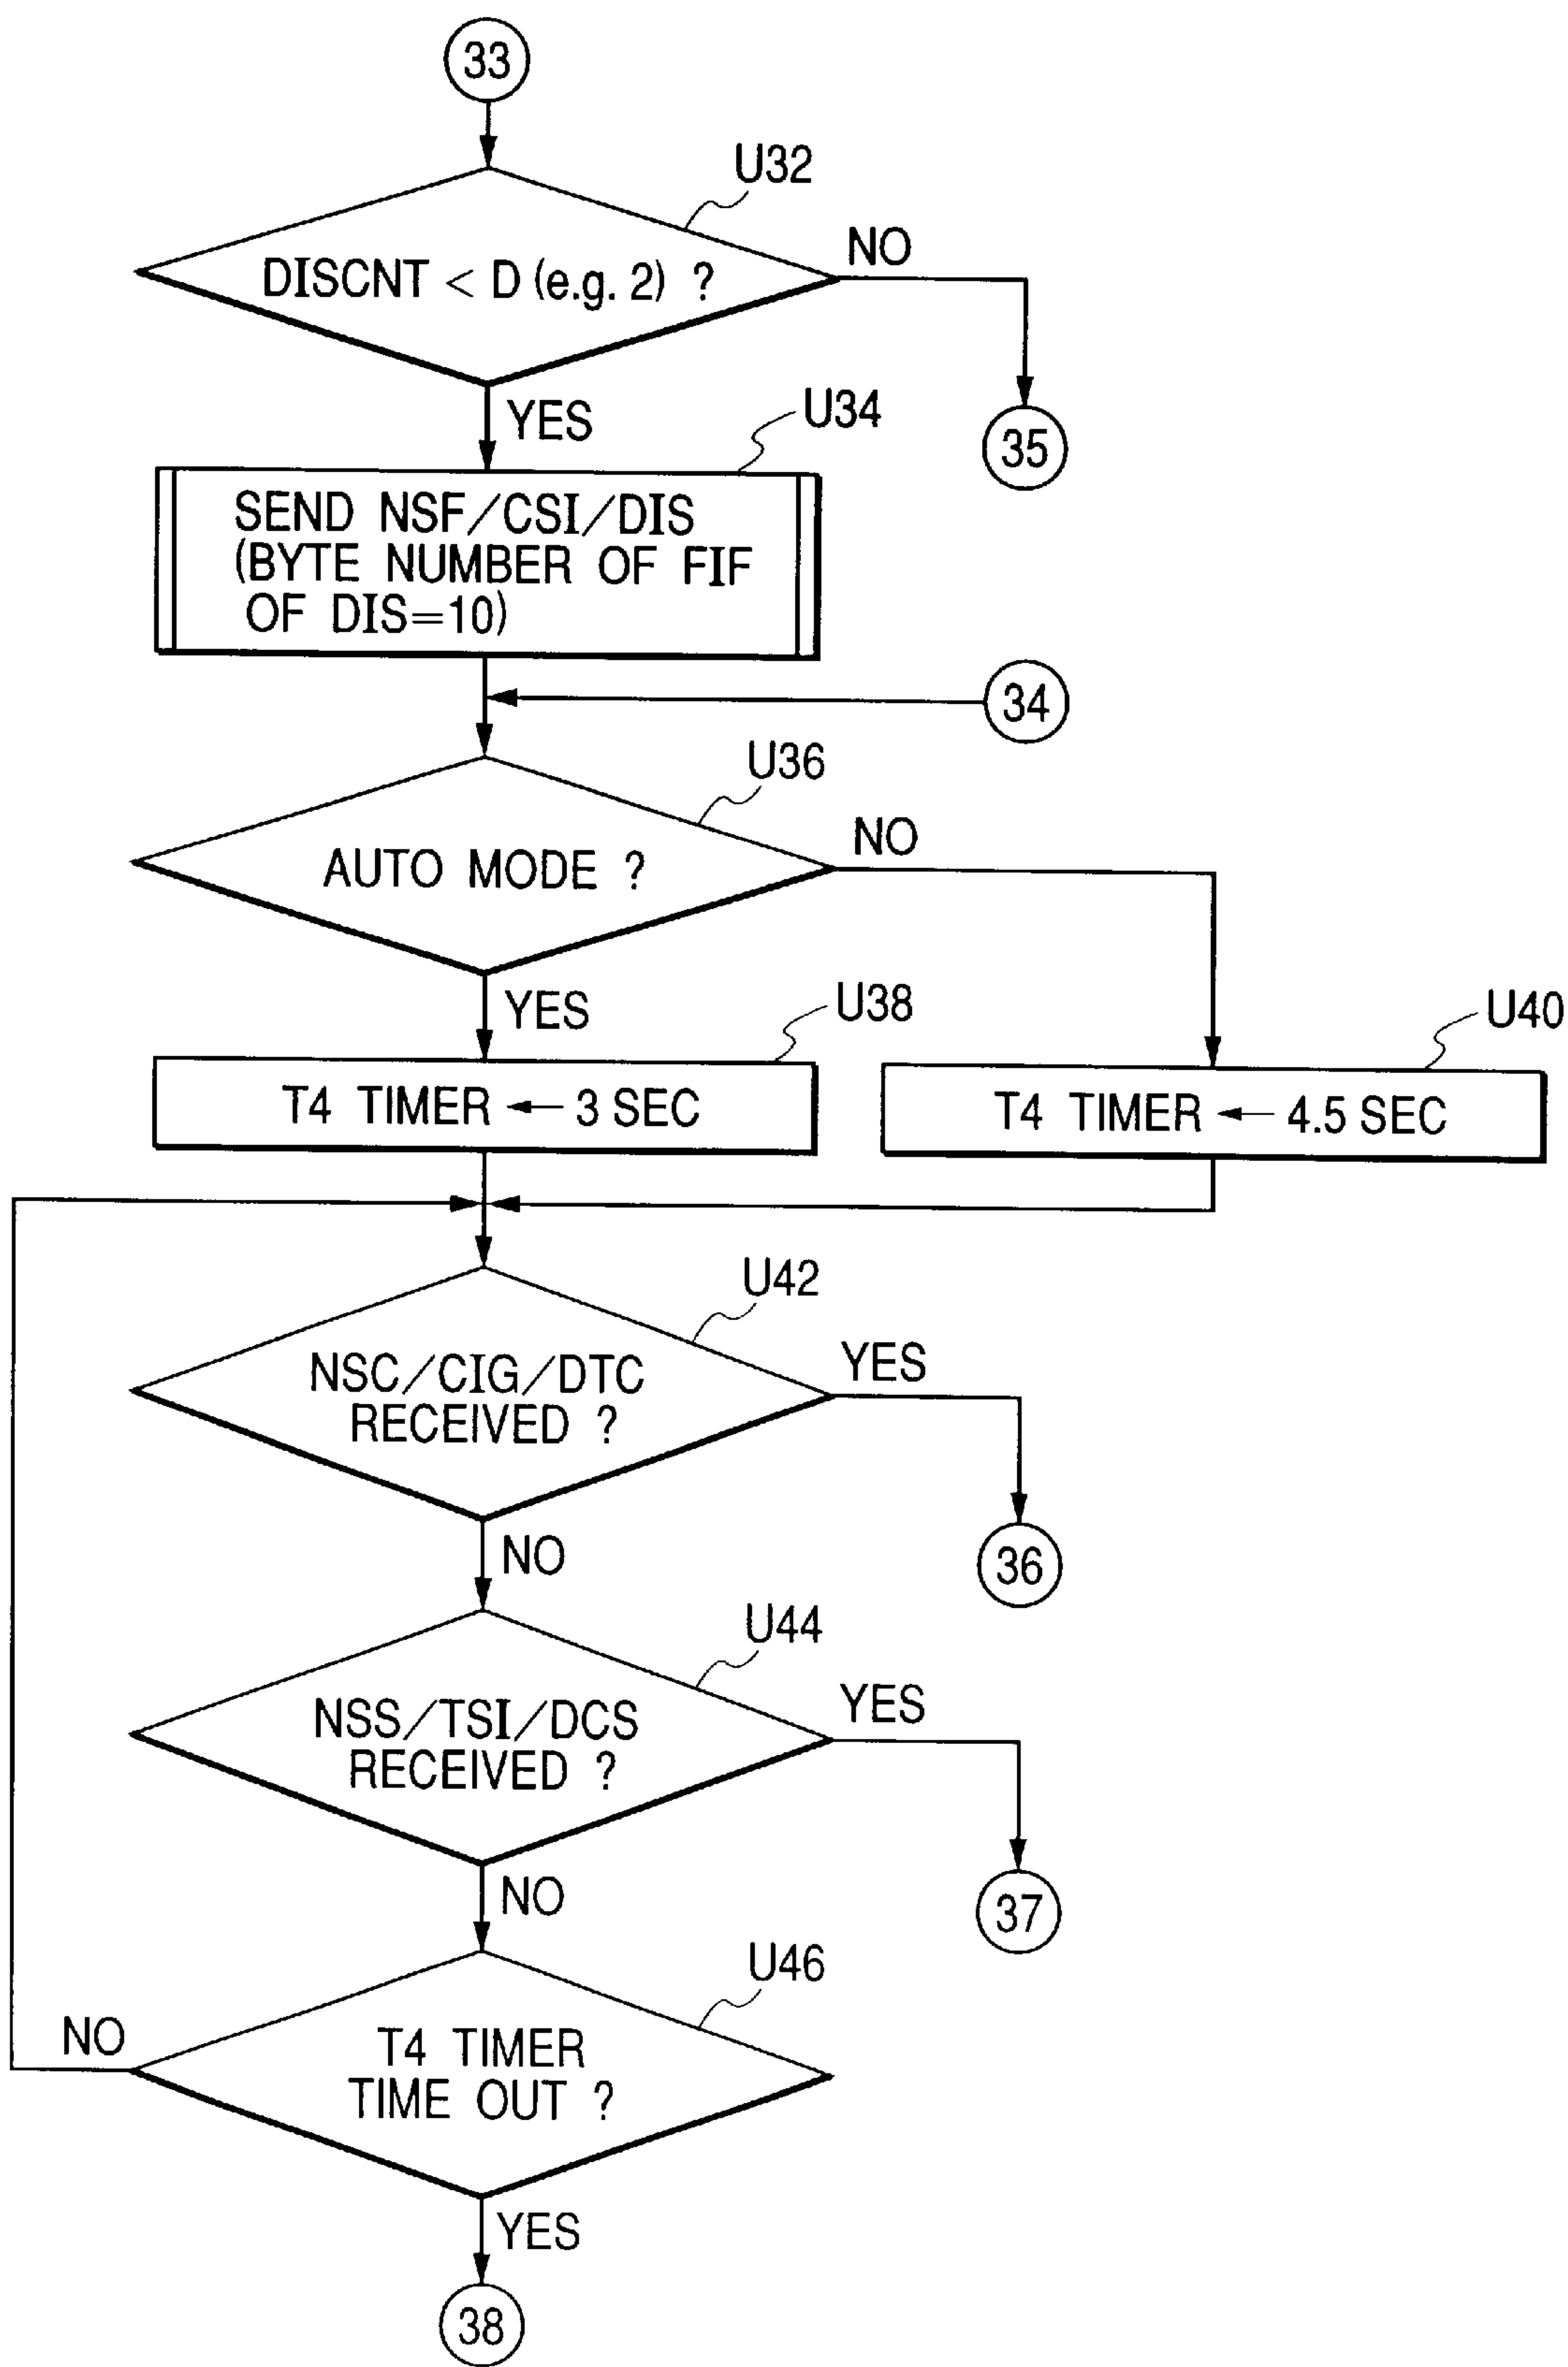 33
U32
DISCNT < D (e.g. 2) ?
NO
YES
35
U34
SEND NSF/CSI/DIS
(BYTE NUMBER OF FIF
OF DIS=10)
34
U36
AUTO MODE ?
NO
YES
U38
U40
T4 TIMER ← 3 SEC
T4 TIMER ← 4.5 SEC
U42
NSC/CIG/DTC
RECEIVED ?
YES
NO
36
U44
NSS/TSI/DCS
RECEIVED ?
YES
NO
37
U46
NO
T4 TIMER
TIME OUT ?
YES
38